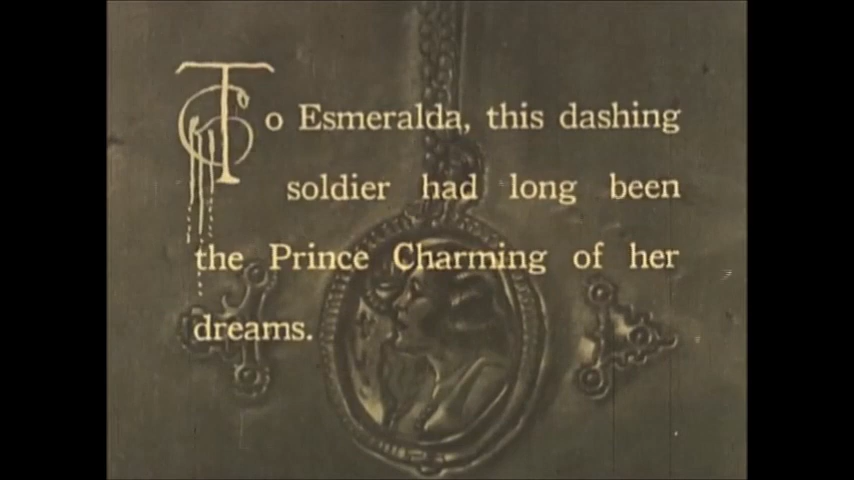 To Esmeralda, this dashing
soldier had long been
the Prince Charming of her
dreams.